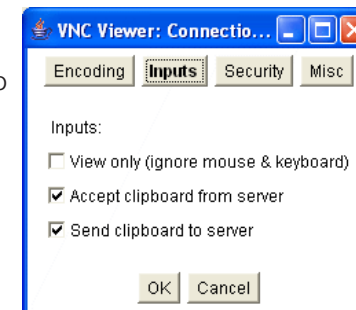 VNC Viewer: Connectio...
Encoding Inputs Security Misc
Inputs:
View only (ignore mouse & keyboard)
Accept clipboard from server
Send clipboard to server
OK Cancel